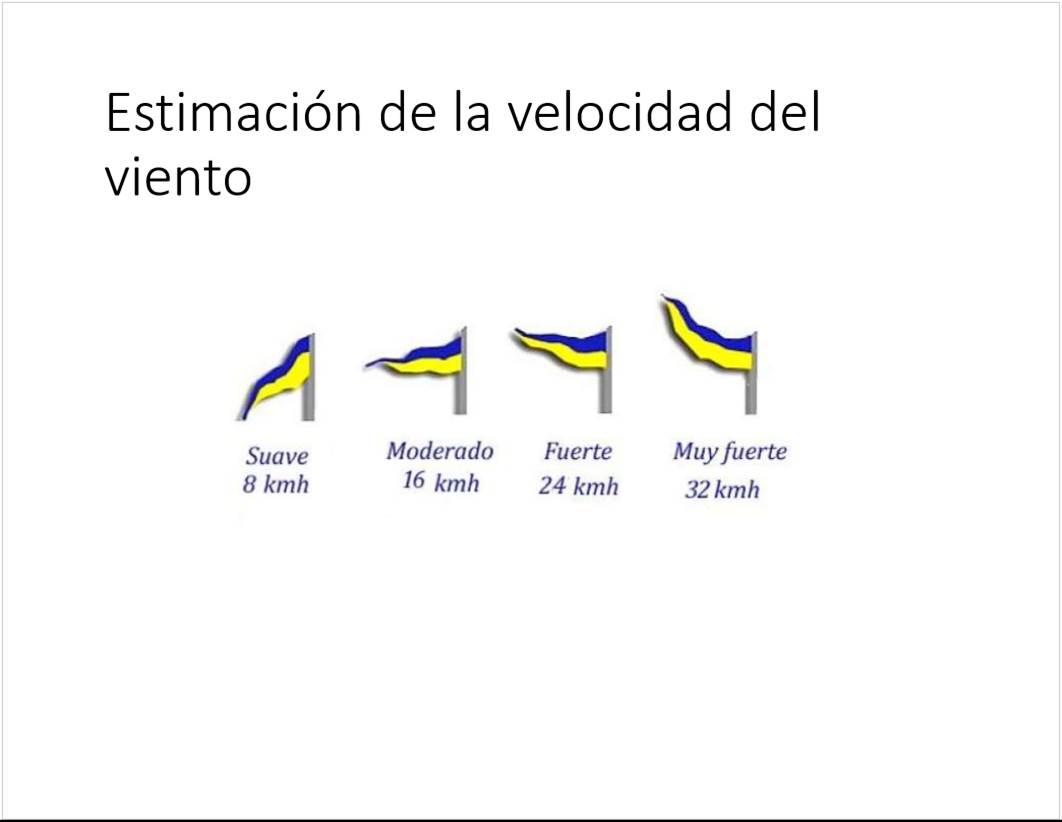 Estimación de la velocidad del
viento
Suave
8 kmh
Moderado
16 kmh
Fuerte
24 kmh
Muy fuerte
32 kmh